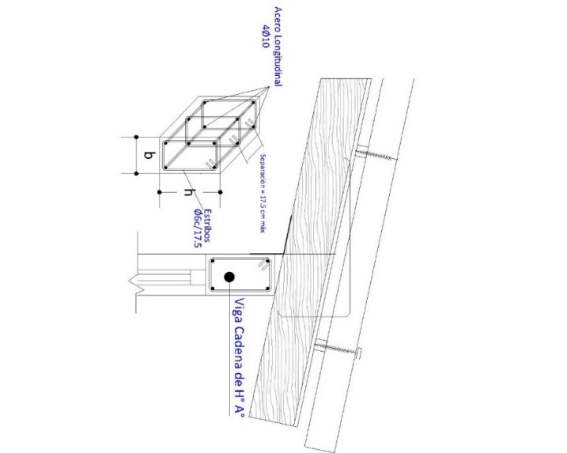 Acero Longitudinal
4Ø10
Separación = 17.5 cm máx
b
h
Estribos
Ø6c/17.5
Viga Cadena de H° A°